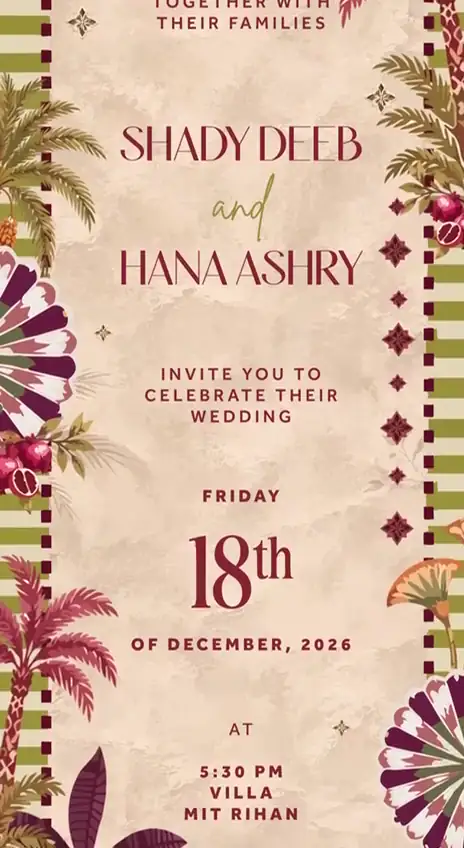 TOGETHER WITH
THEIR FAMILIES
SHADY DEEB
and
HANA ASHRY
INVITE YOU TO
CELEBRATE THEIR
WEDDING
FRIDAY
18th
OF DECEMBER, 2026
AT
5:30 PM
VILLA
MIT RIHAN